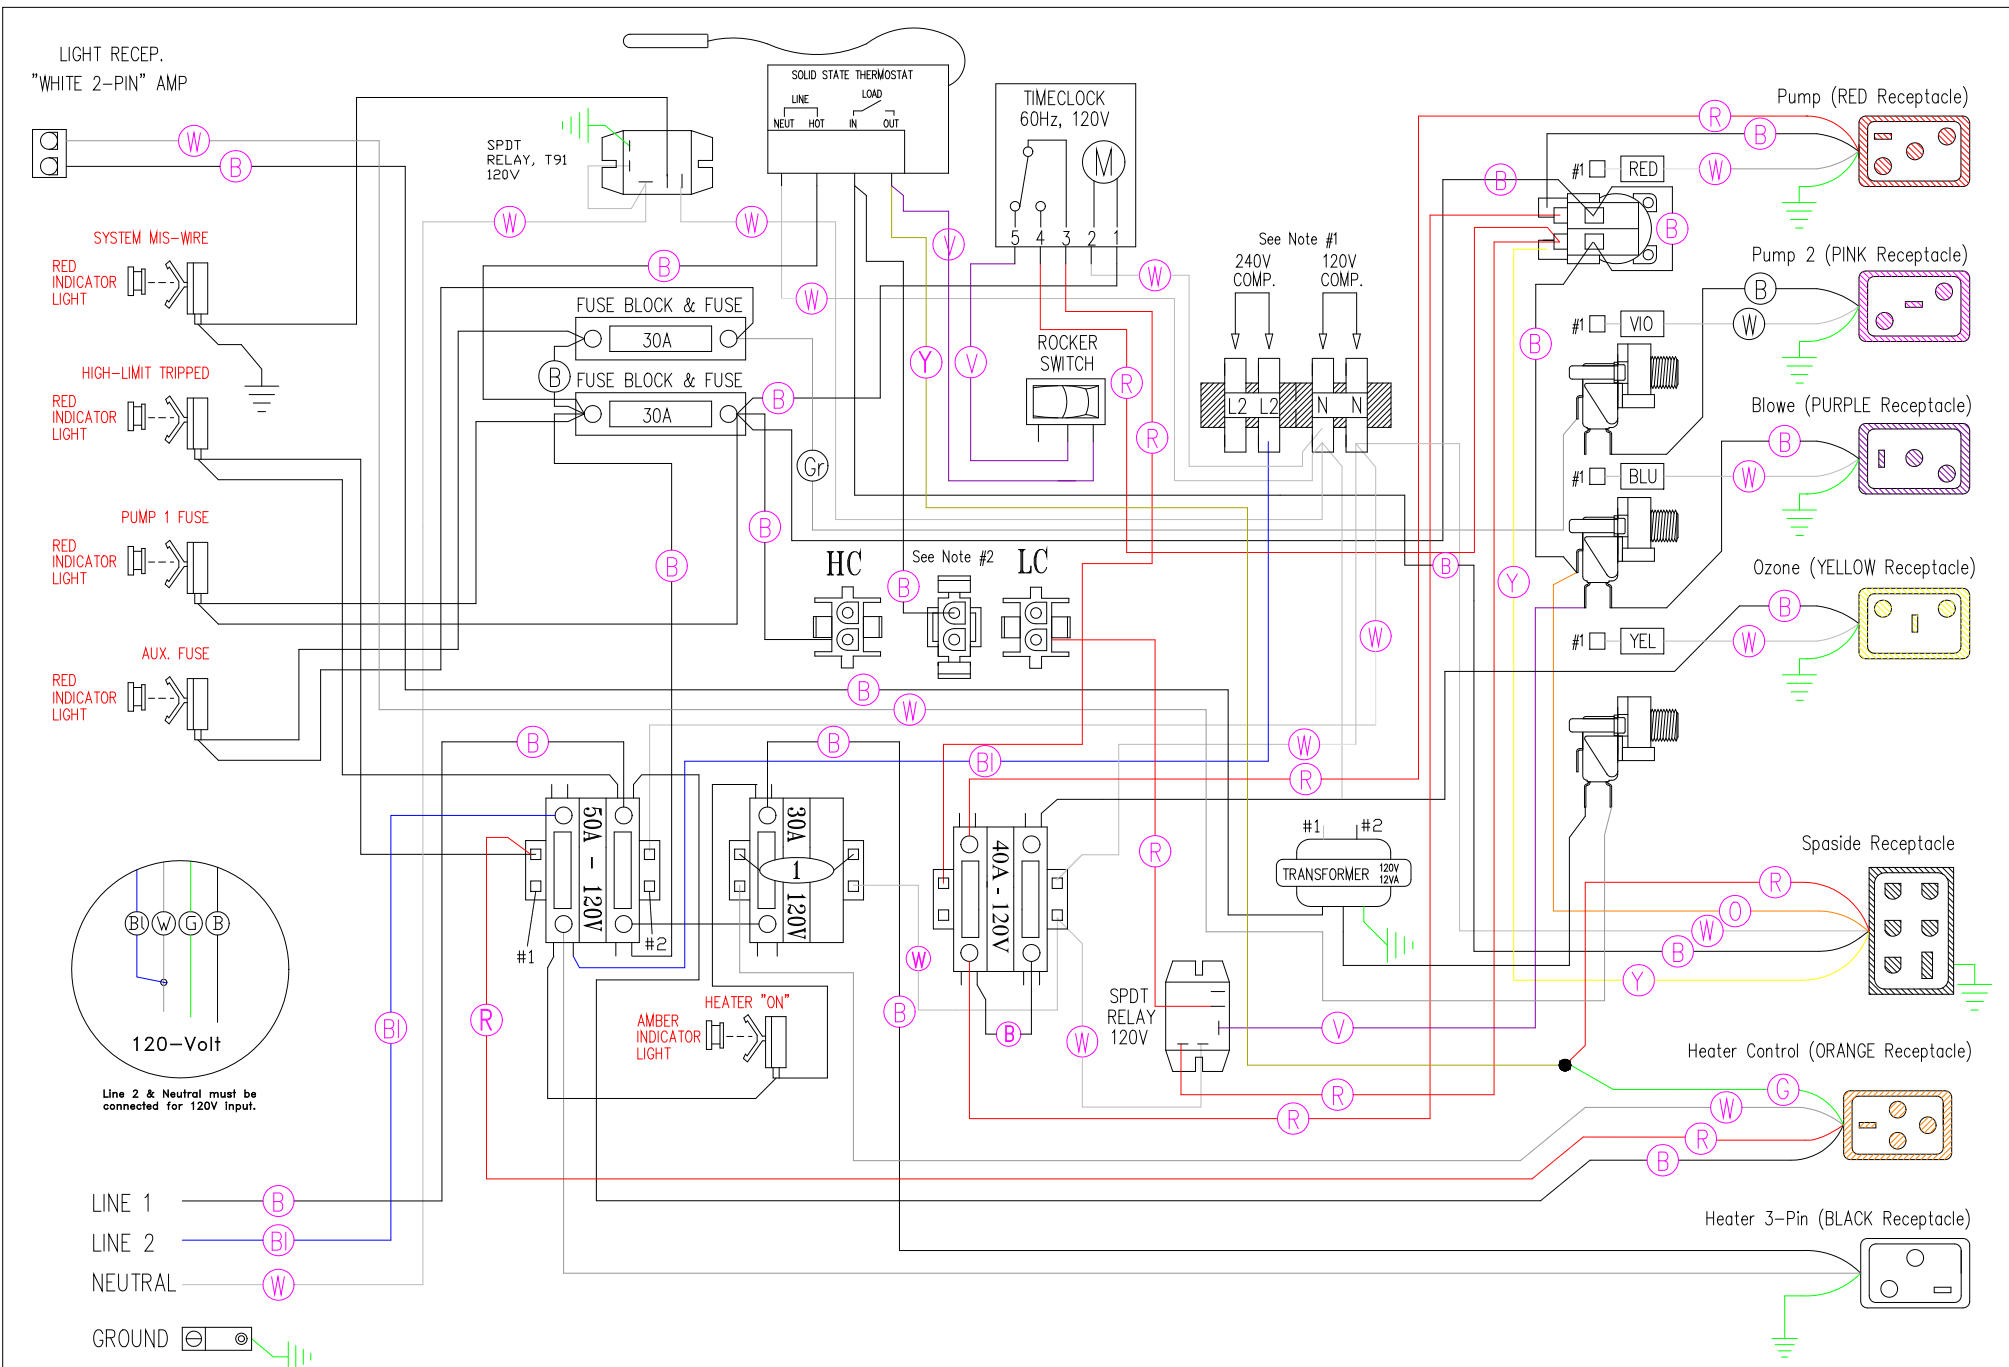 LIGHT RECEP.
"WHITE 2-PIN" AMP
W
B
SYSTEM MIS-WIRE
RED
INDICATOR
LIGHT
HIGH-LIMIT TRIPPED
RED
INDICATOR
LIGHT
PUMP 1 FUSE
RED
INDICATOR
LIGHT
AUX. FUSE
RED
INDICATOR
LIGHT
SPDT
RELAY, T91
120V
W
W
B
SOLID STATE THERMOSTAT
LINE
LOAD
NEUT HOT IN OUT
V
W
Y
V
TIMECLOCK
60Hz, 120V
M
5 4 3 2 1
W
FUSE BLOCK & FUSE
30A
B
FUSE BLOCK & FUSE
30A
B
Gr
B
B
ROCKER
SWITCH
R
R
See Note #1
240V
COMP.
120V
COMP.
L2 L2 N N
HC
See Note #2
LC
B
B
W
B
W
W
R
Bl
B
B
R
Pump (RED Receptacle)
R
B
W
#1 RED
B
B
Pump 2 (PINK Receptacle)
B
W
#1 VIO
B
Blowe (PURPLE Receptacle)
B
W
#1 BLU
Y
Ozone (YELLOW Receptacle)
B
W
#1 YEL
50A - 120V
#1
#2
30A 120V
1
40A - 120V
W
B
B
W
#1 #2
TRANSFORMER 120V
12VA
SPDT
RELAY
120V
V
R
R
HEATER "ON"
AMBER
INDICATOR
LIGHT
R
Bl
Spaside Receptacle
R
O
W
B
Y
Heater Control (ORANGE Receptacle)
G
W
R
B
Heater 3-Pin (BLACK Receptacle)
Bl W G B
120-Volt
Line 2 & Neutral must be
connected for 120V input.
LINE 1 B
LINE 2 Bl
NEUTRAL W
GROUND